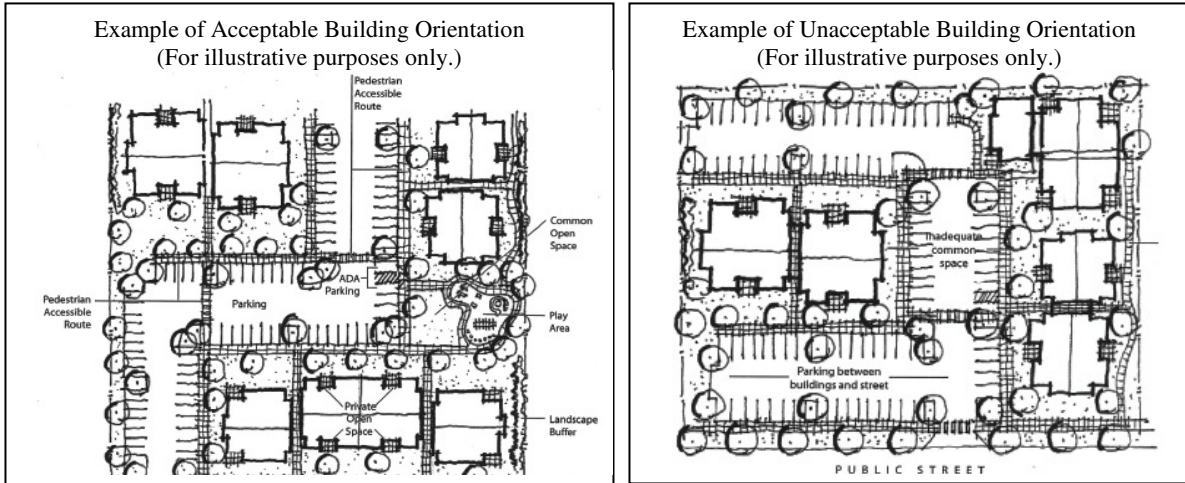 Example of Acceptable Building Orientation
(For illustrative purposes only.)
Pedestrian
Accessible
Route
Common
Open
Space
ADA
Parking
Parking
Pedestrian
Accessible
Route
Play
Area
Private
Open
Space
Landscape
Buffer
Example of Unacceptable Building Orientation
(For illustrative purposes only.)
Inadequate
common
space
Parking between
buildings and street
PUBLIC STREET